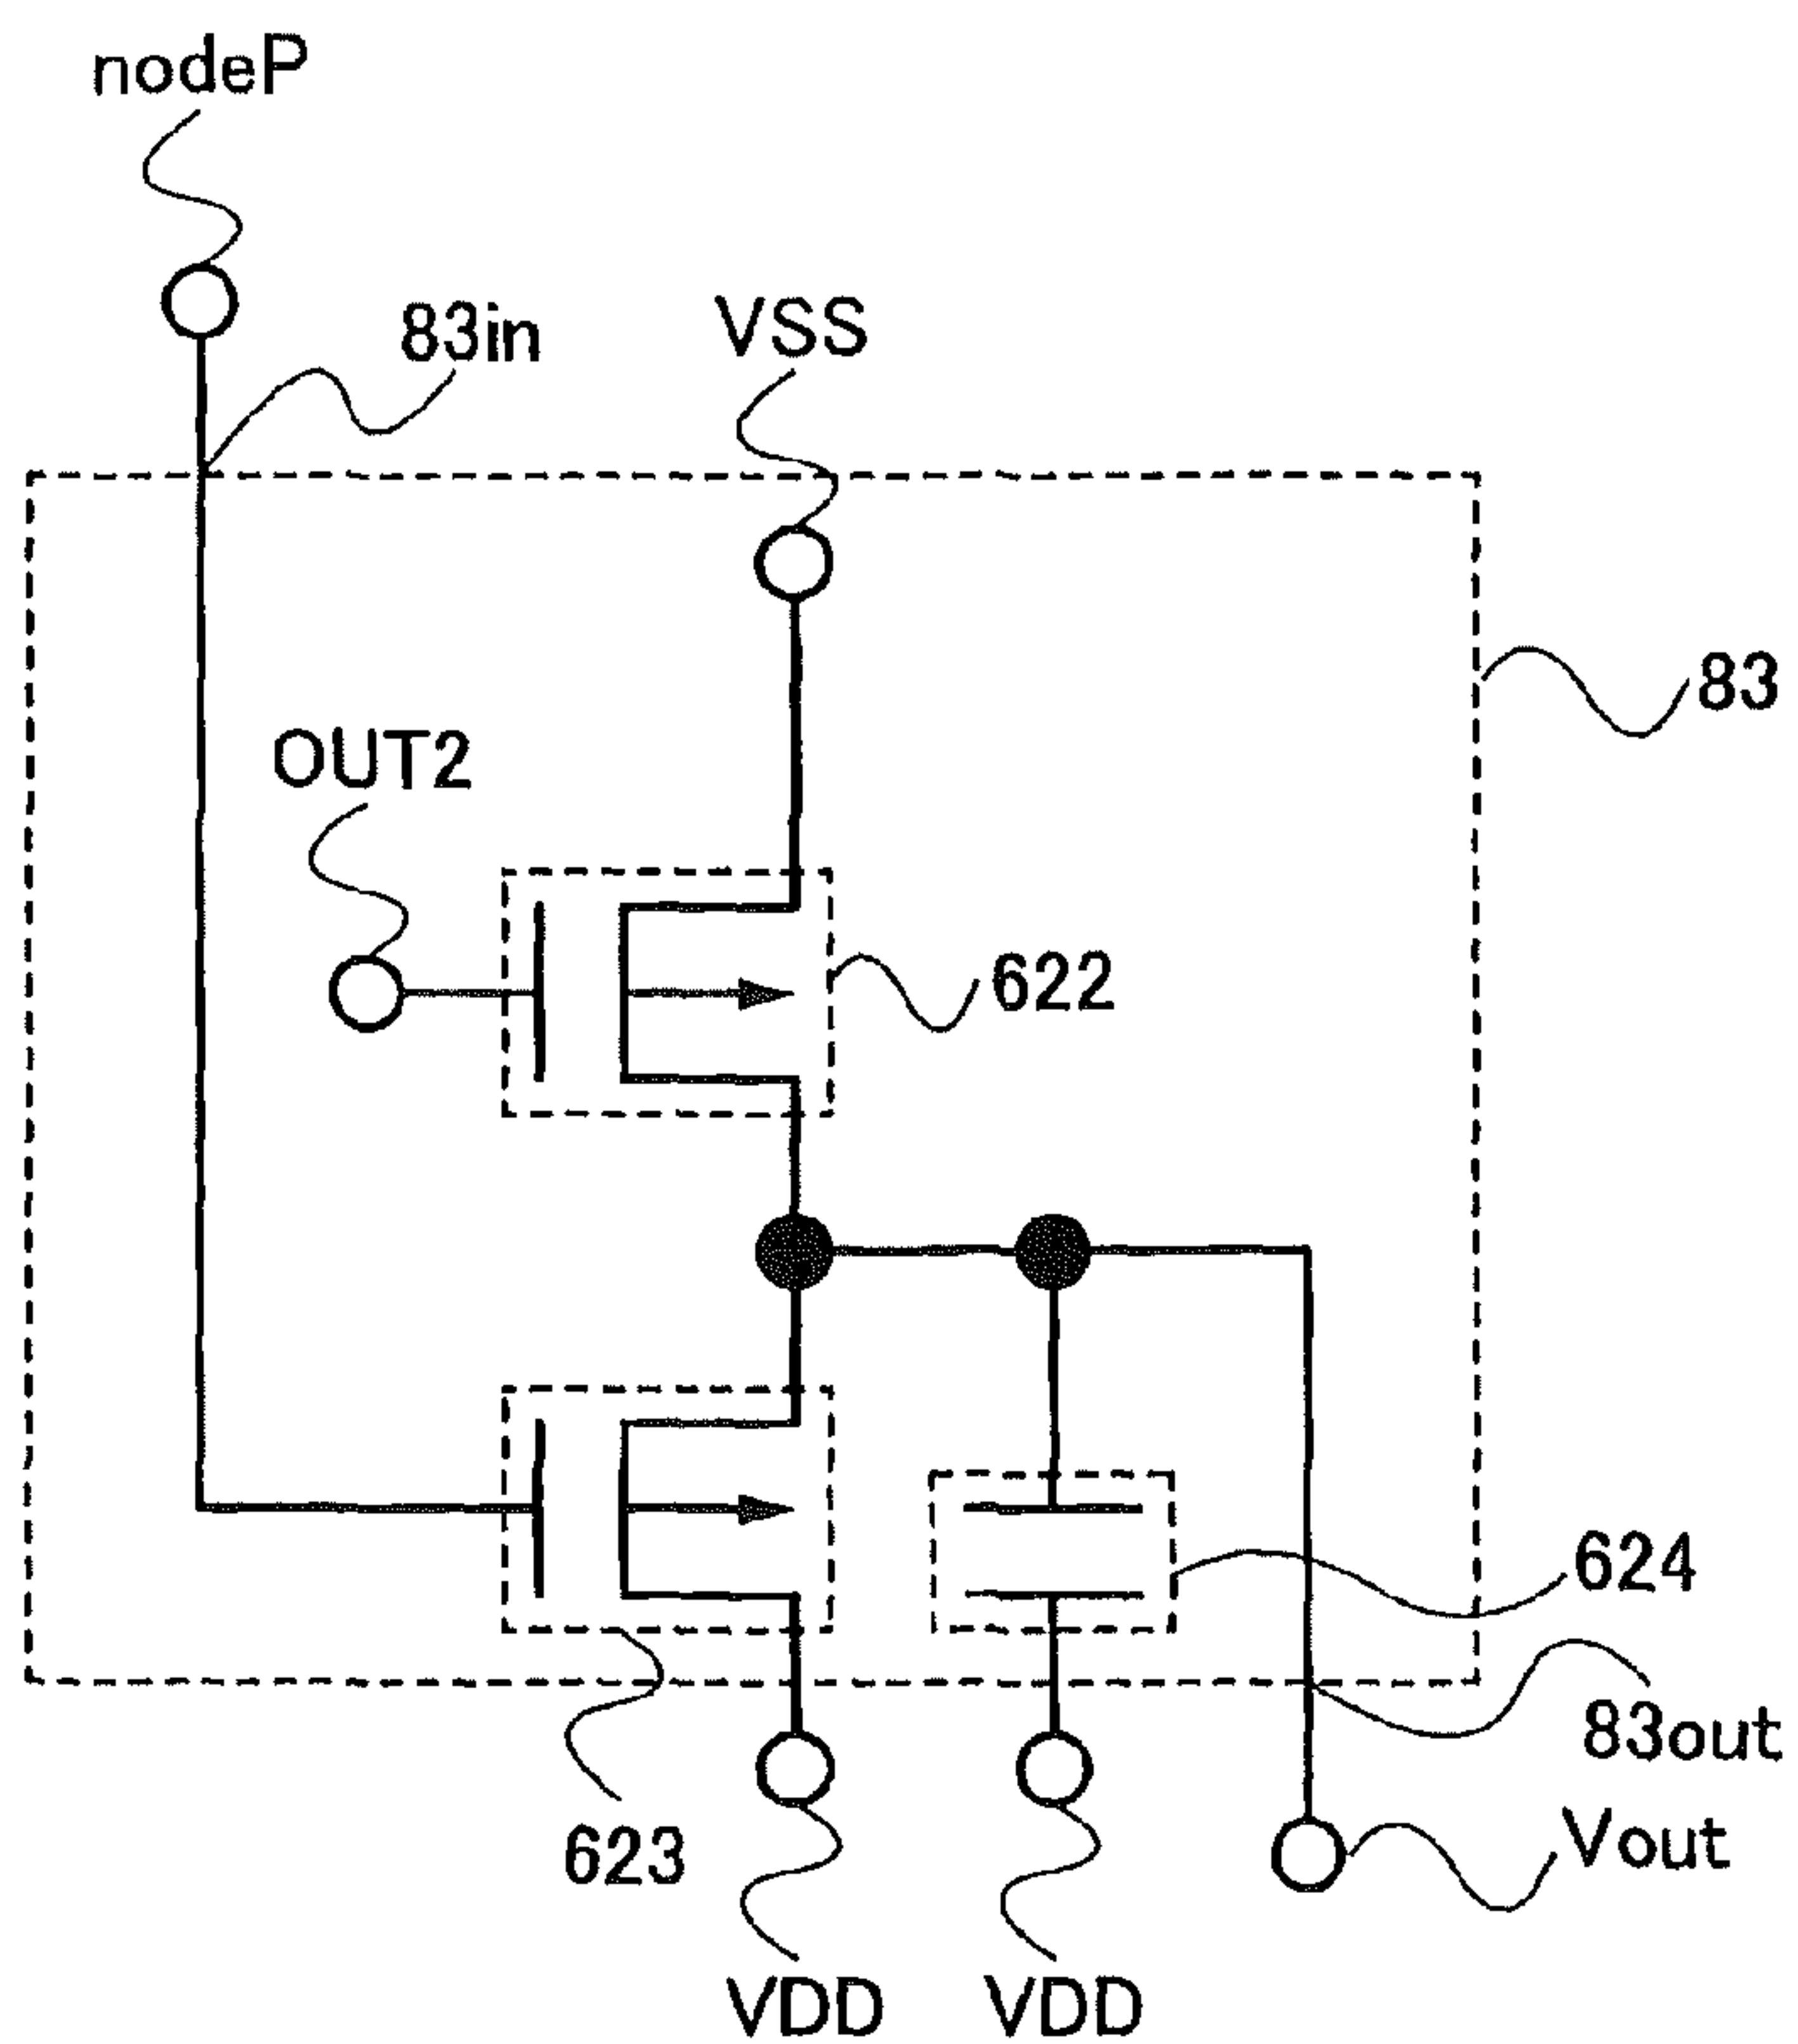 nodeP
83in
VSS
83
OUT2
622
624
83out
Vout
623
VDD
VDD